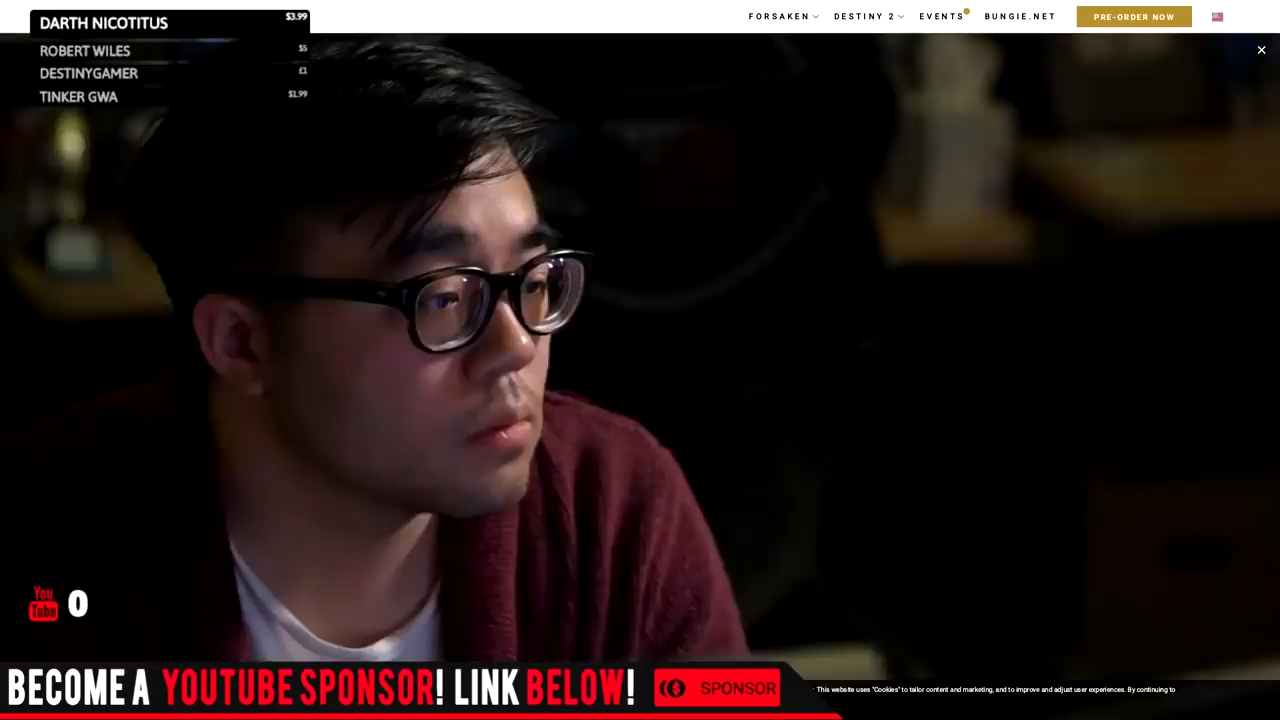 DARTH NICOTITUS $3.99
ROBERT WILES $5
DESTINYGAMER £1
TINKER GWA $1.99
FORSAKEN DESTINY 2 EVENTS BUNGIE.NET PRE-ORDER NOW
You
Tube 0
BECOME A YOUTUBE SPONSOR! LINK BELOW! SPONSOR
This website uses "Cookies" to tailor content and marketing, and to improve and adjust user experiences. By continuing to